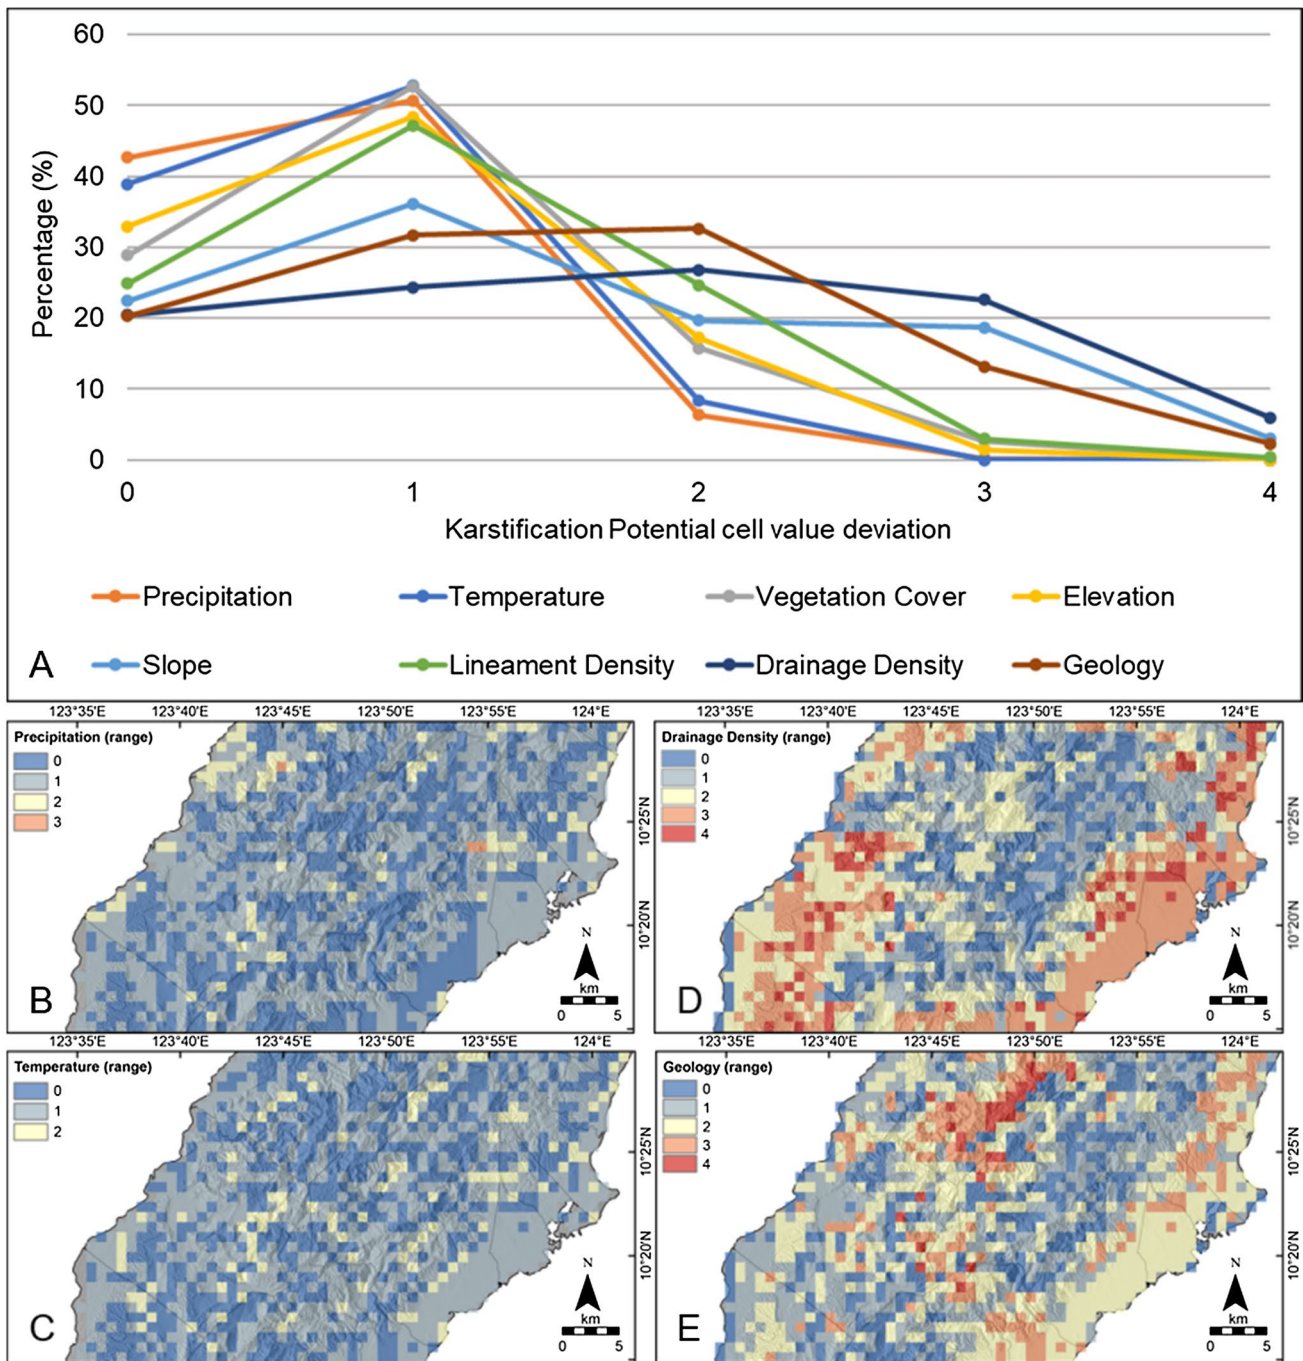 60
50
40
30
20
10
0
Percentage (%)
0 1 2 3 4
Karstification Potential cell value deviation
Precipitation Temperature Vegetation Cover Elevation
Slope Lineament Density Drainage Density Geology
A
123°35'E 123°40'E 123°45'E 123°50'E 123°55'E 124°E
Precipitation (range)
0
1
2
3
10°25'N
10°20'N
N
km
0 5
B
123°35'E 123°40'E 123°45'E 123°50'E 123°55'E 124°E
Drainage Density (range)
0
1
2
3
4
10°25'N
10°20'N
N
km
0 5
D
123°35'E 123°40'E 123°45'E 123°50'E 123°55'E 124°E
Temperature (range)
0
1
2
10°25'N
10°20'N
N
km
0 5
C
123°35'E 123°40'E 123°45'E 123°50'E 123°55'E 124°E
Geology (range)
0
1
2
3
4
10°25'N
10°20'N
N
km
0 5
E